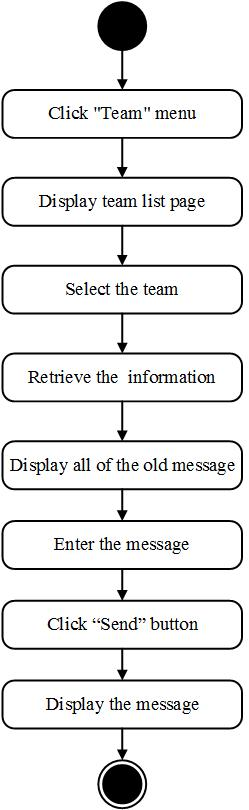 Click "Team" menu
Display team list page
Select the team
Retrieve the  information
Display all of the old message
Enter the message
Click “Send” button
Display the message